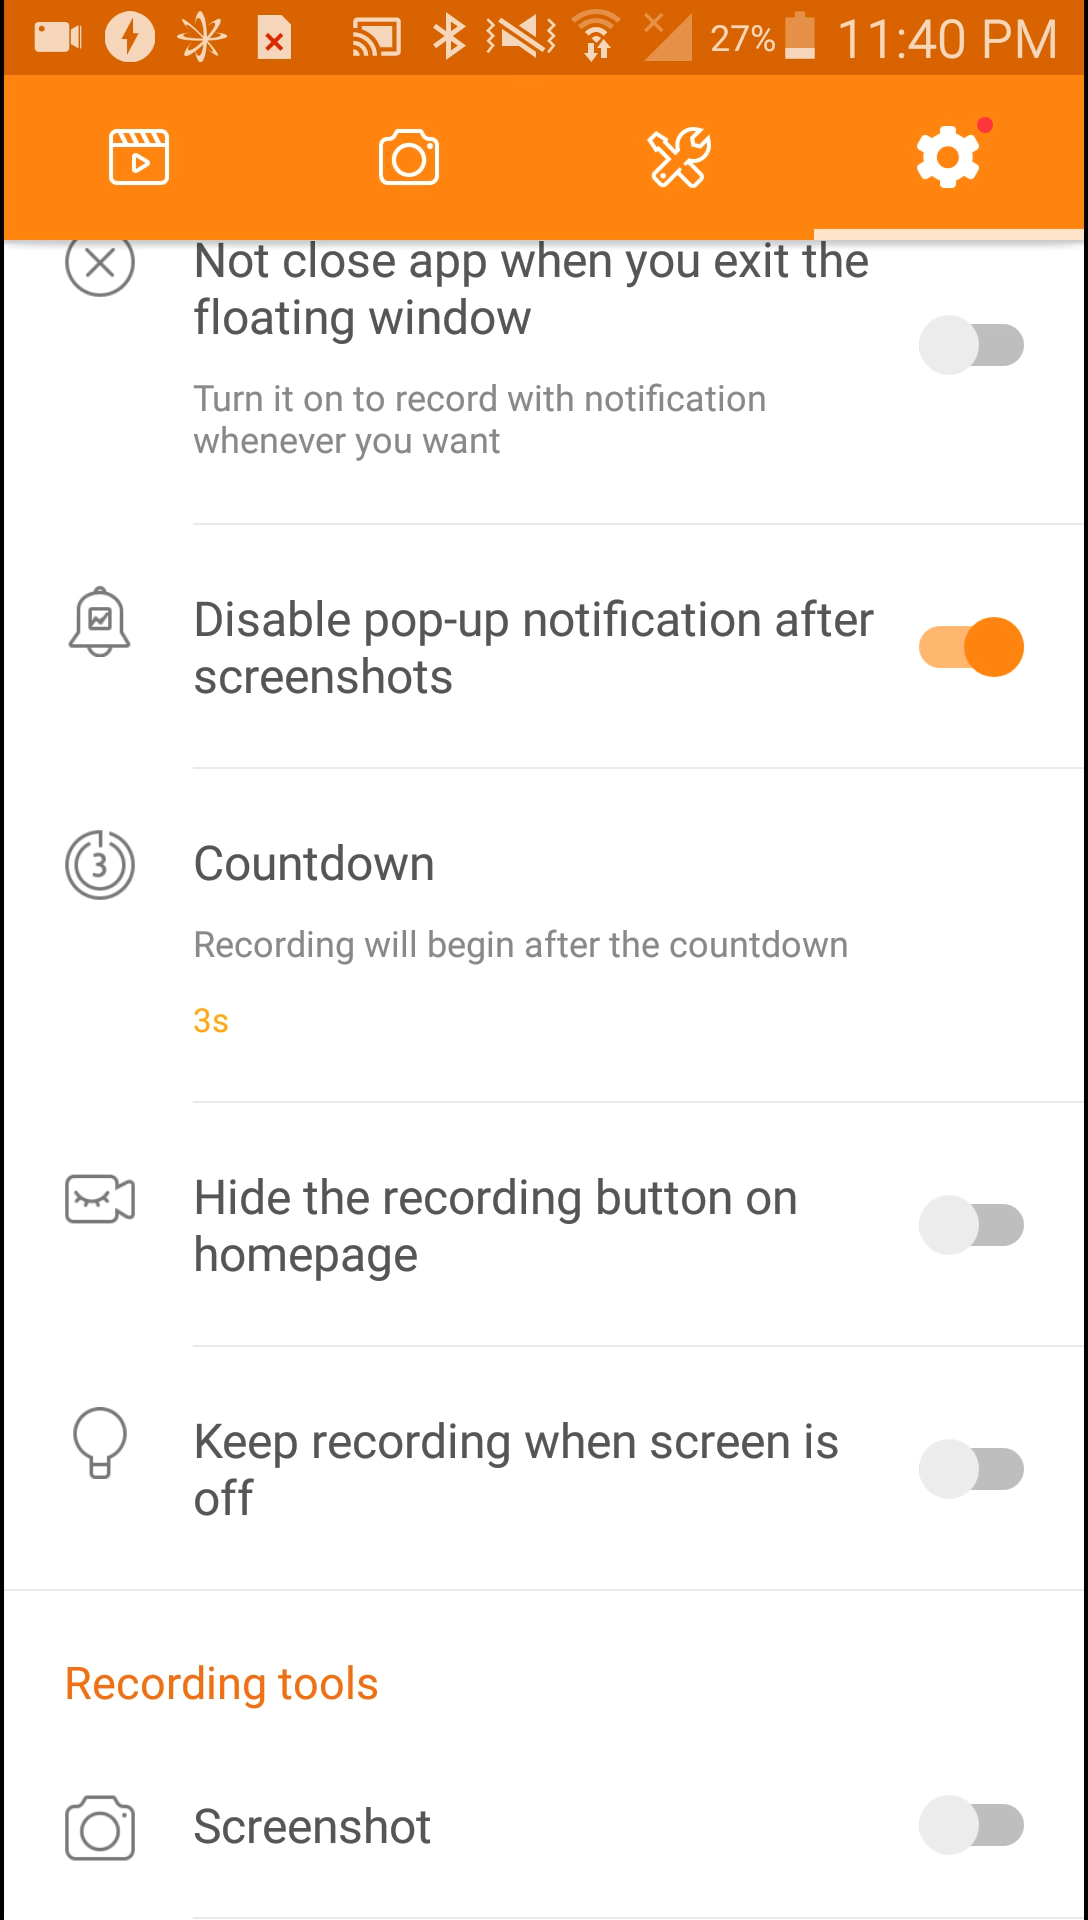 27% 11:40 PM
Not close app when you exit the
floating window
Turn it on to record with notification
whenever you want
Disable pop-up notification after
screenshots
3
Countdown
Recording will begin after the countdown
3s
Hide the recording button on
homepage
Keep recording when screen is
off
Recording tools
Screenshot